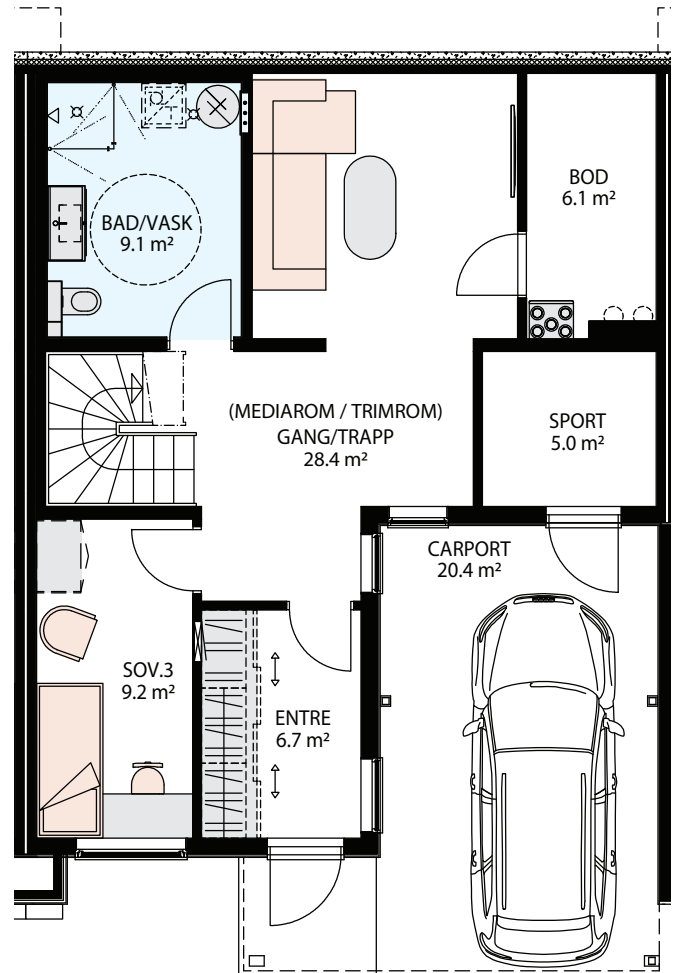 BAD/VASK
9.1 m²
BOD
6.1 m²
(MEDIAROM / TRIMROM)
GANG/TRAPP
28.4 m²
SPORT
5.0 m²
CARPORT
20.4 m²
SOV.3
9.2 m²
ENTRE
6.7 m²